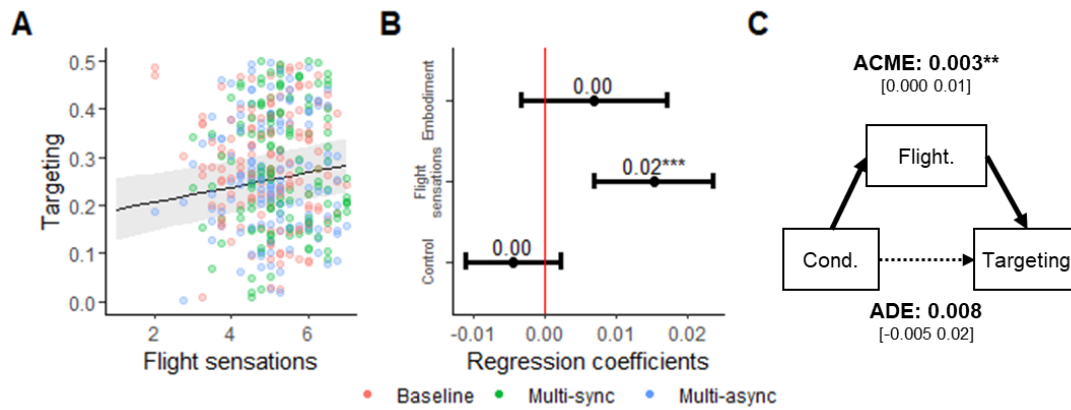 A
Targeting
0.5
0.4
0.3
0.2
0.1
0.0
2 4 6
Flight sensations
B
Embodiment
Flight
sensations
Control
0.00
0.02***
0.00
-0.01 0.00 0.01 0.02
Regression coefficients
Baseline Multi-sync Multi-async
C
ACME: 0.003**
[0.000 0.01]
Flight.
Cond. Targeting
ADE: 0.008
[-0.005 0.02]